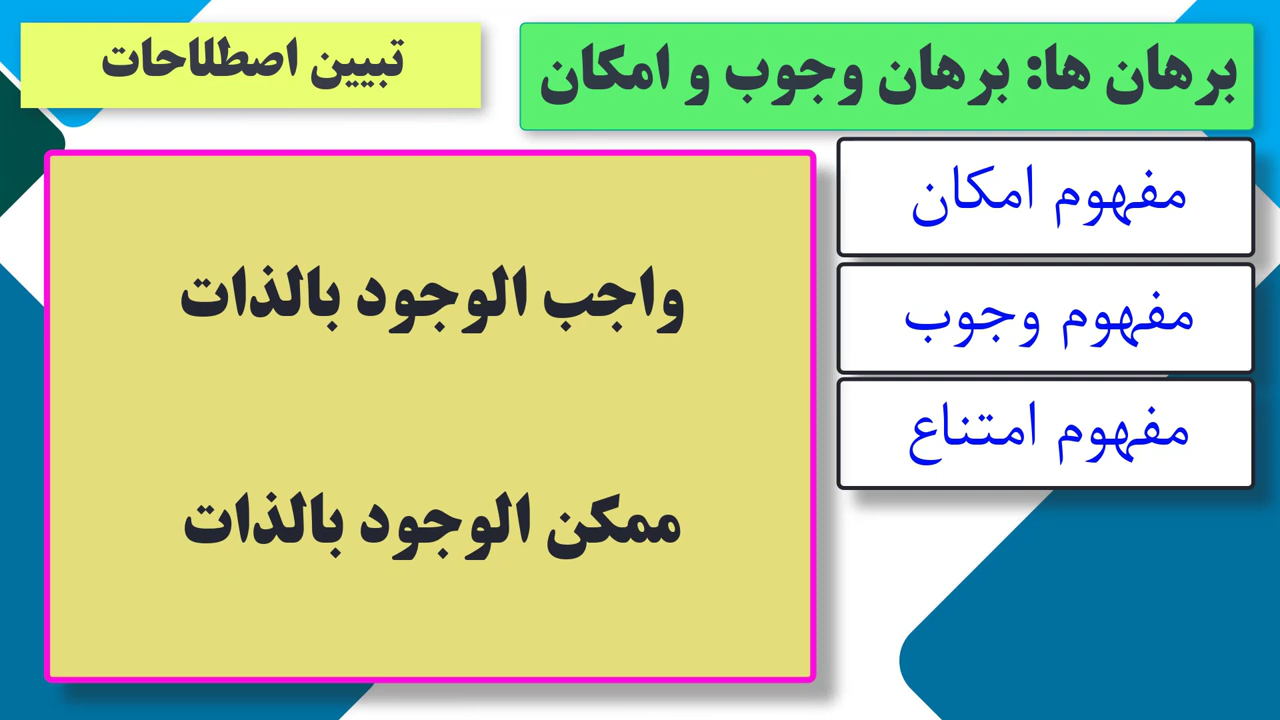 برهان ها: برهان وجوب و امکان
تبیین اصطلاحات
مفهوم امکان
مفهوم وجوب
مفهوم امتناع
واجب الوجود بالذات
ممکن الوجود بالذات